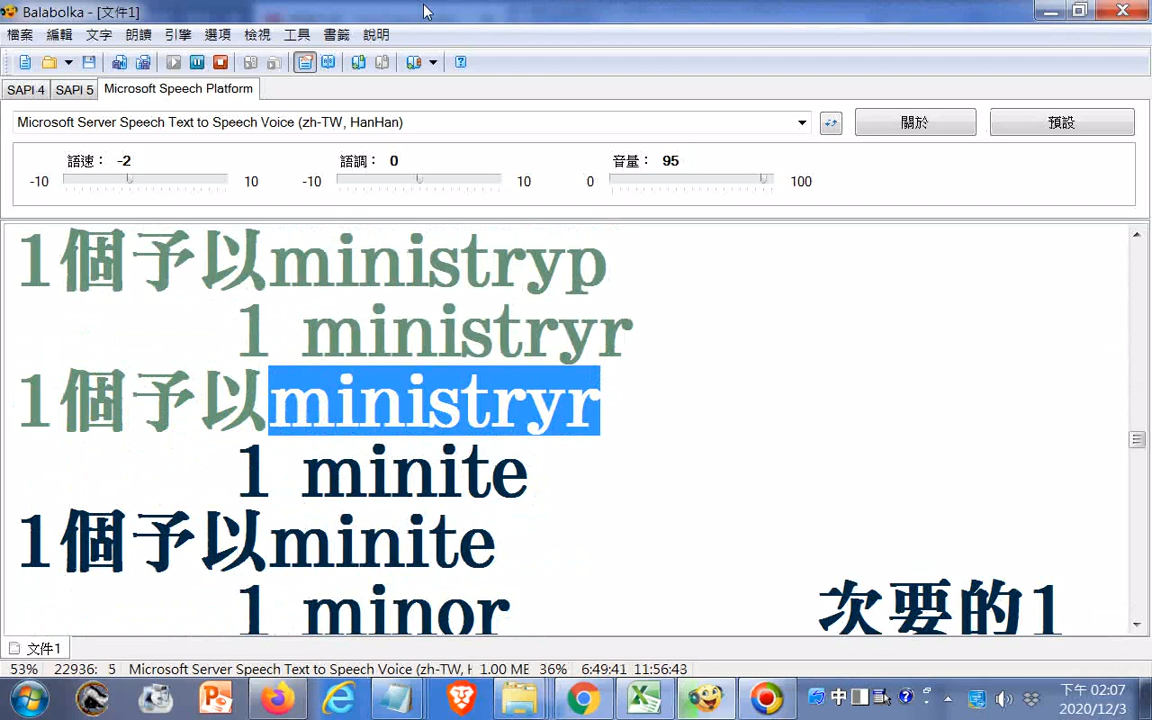 Balabolka - [文件1]
檔案 編輯 文字 朗讀 引擎 選項 檢視 工具 書籤 說明
SAPI 4 SAPI 5 Microsoft Speech Platform
Microsoft Server Speech Text to Speech Voice (zh-TW, HanHan) 關於 預設
語速： -2 語調： 0 音量： 95
-10 10 -10 10 0 100
1個予以ministryp
1 ministryr
1個予以ministryr
1 minite
1個予以minite
1 minor 次要的1
文件1
53% 22936: 5 Microsoft Server Speech Text to Speech Voice (zh-TW, H 1.00 ME 36% 6:49:41 11:56:43
中 下午 02:07
2020/12/3